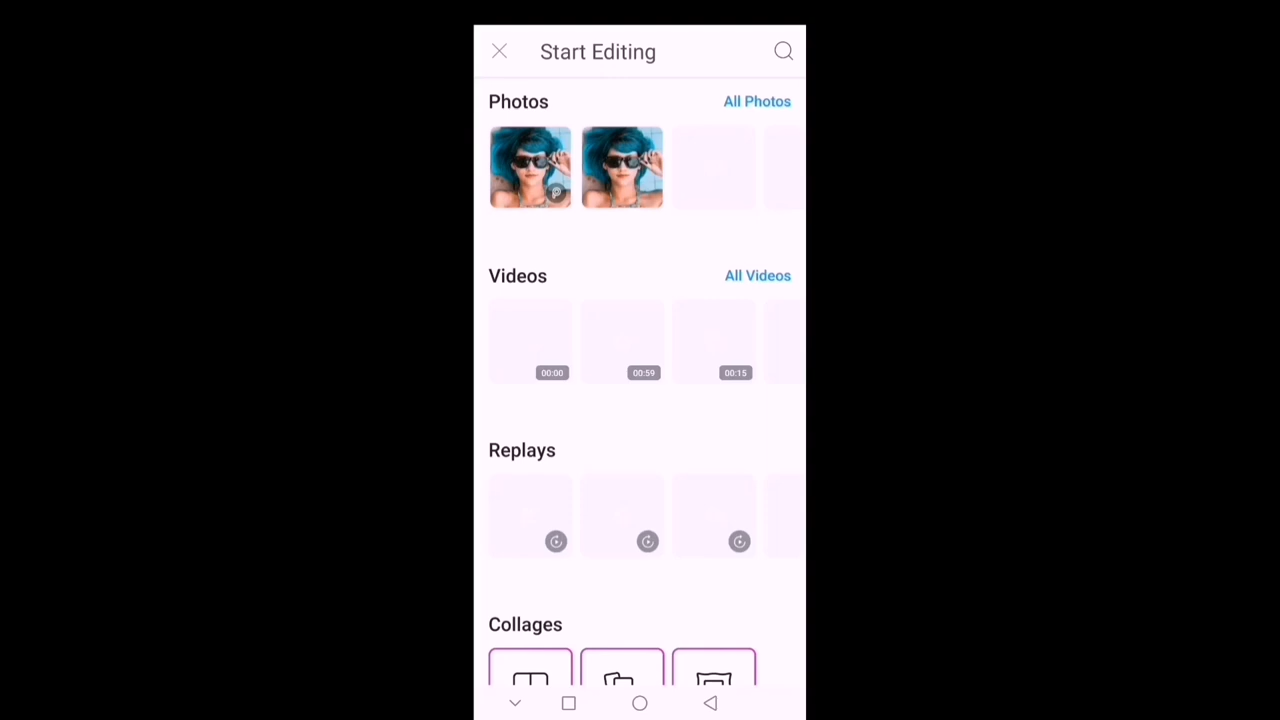 Start Editing
Photos
All Photos
Videos
All Videos
00:00
00:59
00:15
Replays
Collages